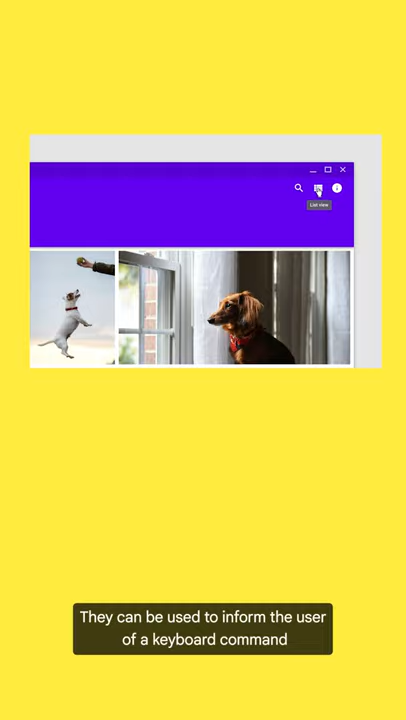 List view
They can be used to inform the user
of a keyboard command